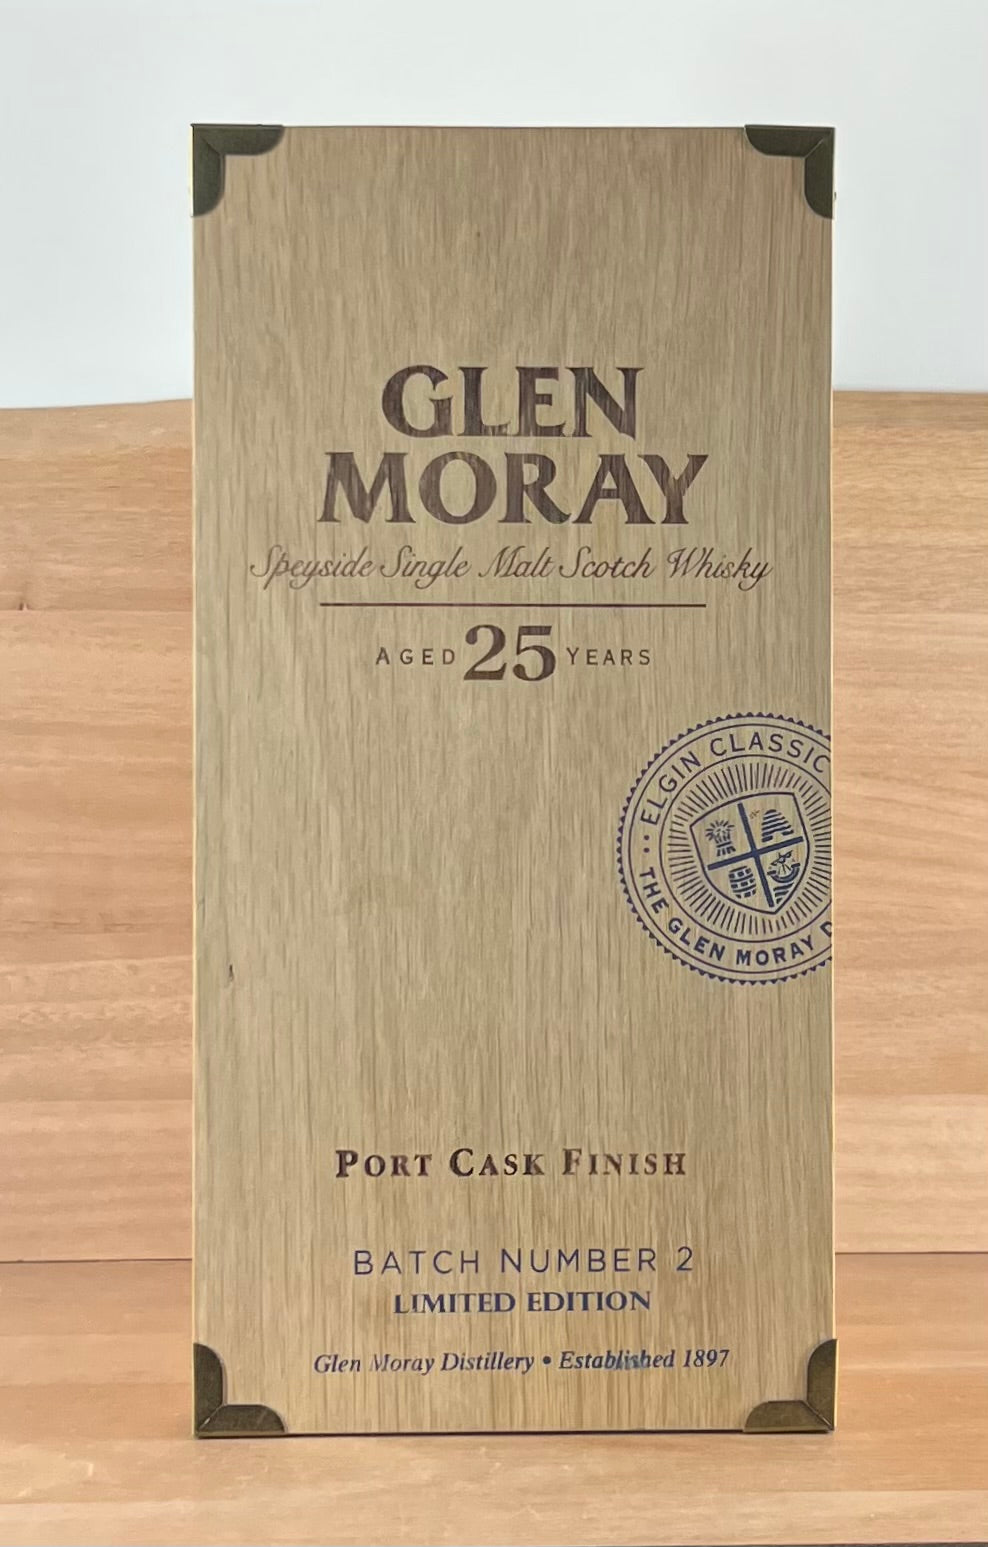 GLEN
MORAY
Speyside Single Malt Scotch Whisky
AGED 25 YEARS
ELGIN CLASSIC
THE GLEN MORAY D
PORT CASK FINISH
BATCH NUMBER 2
LIMITED EDITION
Glen Moray Distillery • Established 1897